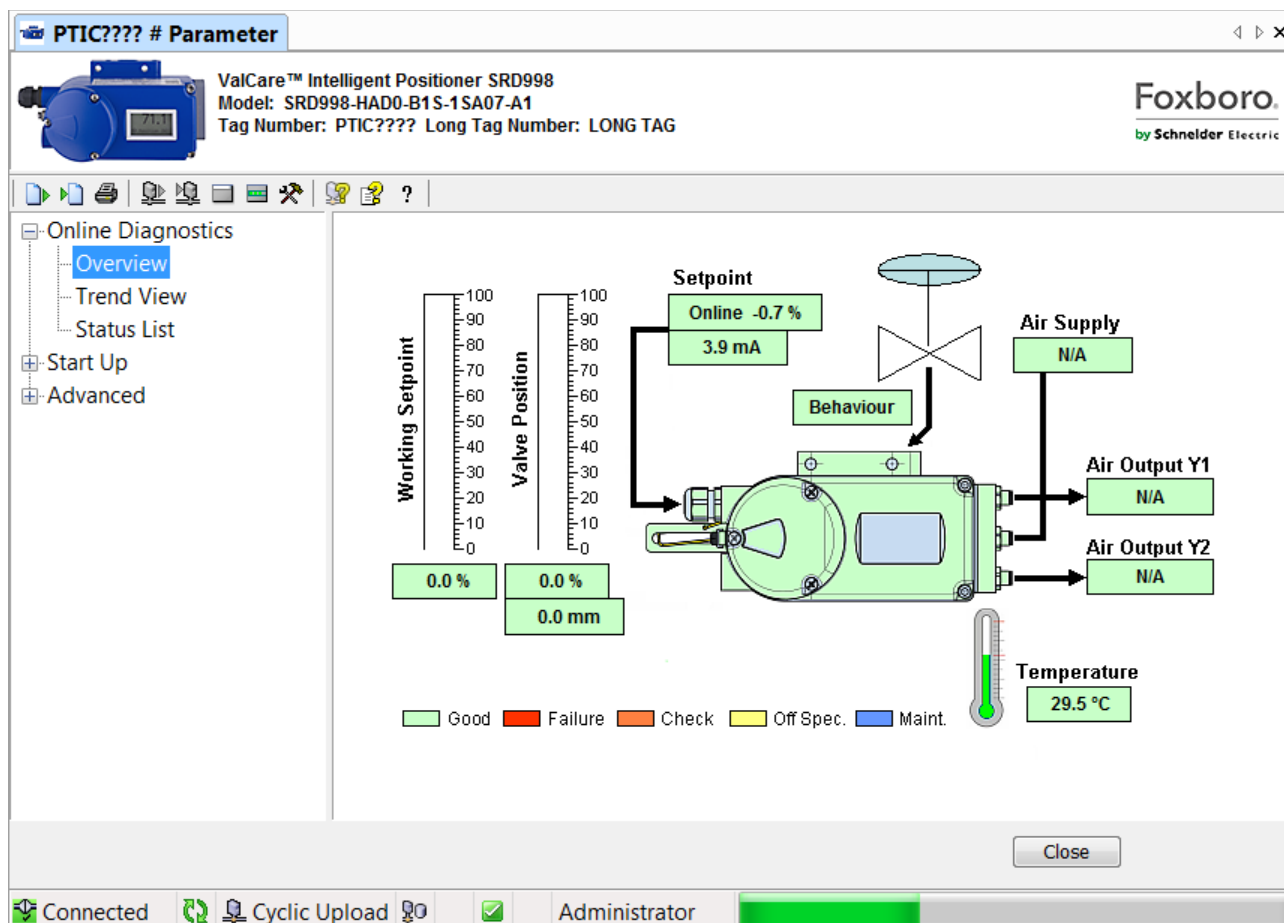 PTIC???? # Parameter
ValCare™ Intelligent Positioner SRD998
Model: SRD998-HAD0-B1S-1SA07-A1
Tag Number: PTIC???? Long Tag Number: LONG TAG
71.1
Foxboro.
by Schneider Electric
?
Online Diagnostics
Overview
Trend View
Status List
Start Up
Advanced
Working Setpoint
100
90
80
70
60
50
40
30
20
10
0
0.0 %
Valve Position
100
90
80
70
60
50
40
30
20
10
0
0.0 %
0.0 mm
Setpoint
Online -0.7 %
3.9 mA
Behaviour
Air Supply
N/A
Air Output Y1
N/A
Air Output Y2
N/A
Temperature
29.5 °C
Good Failure Check Off Spec. Maint.
Close
Connected Cyclic Upload Administrator